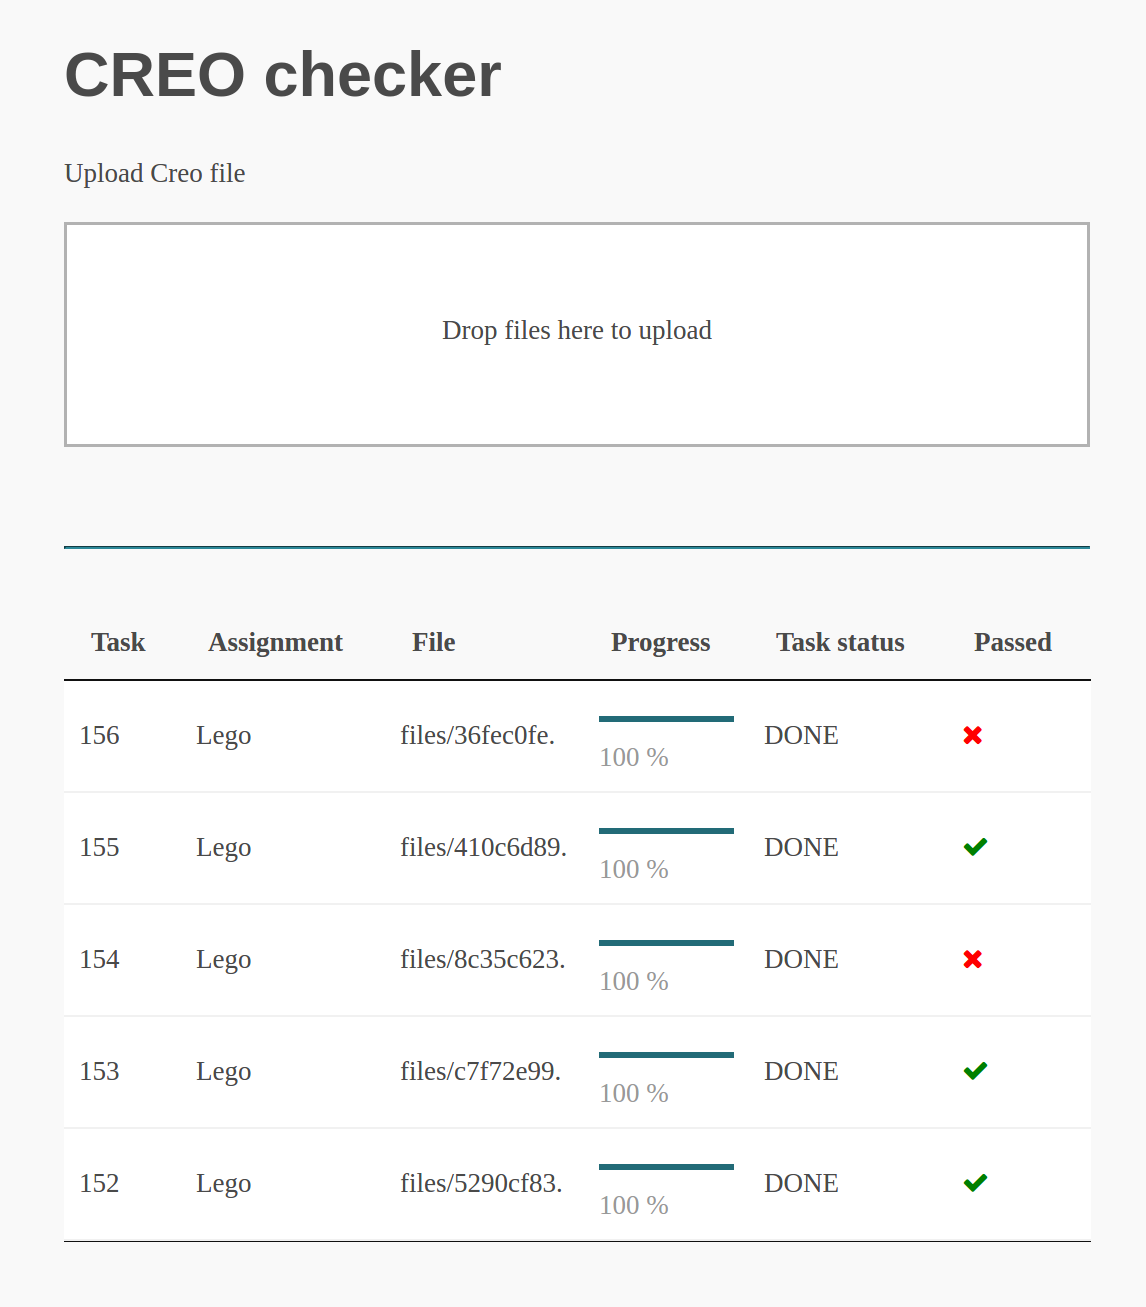 CREO checker
Upload Creo file
Drop files here to upload
Task Assignment File Progress Task status Passed
156 Lego files/36fec0fe. 100 % DONE
155 Lego files/410c6d89. 100 % DONE
154 Lego files/8c35c623. 100 % DONE
153 Lego files/c7f72e99. 100 % DONE
152 Lego files/5290cf83. 100 % DONE